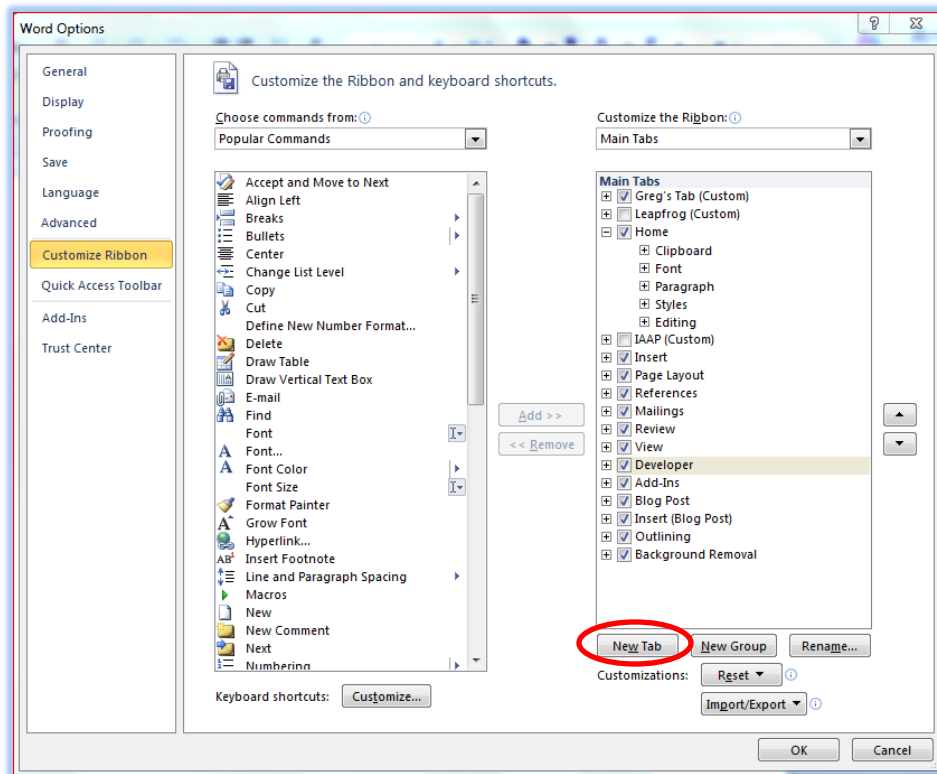 Word Options
General
Display
Proofing
Save
Language
Advanced
Customize Ribbon
Quick Access Toolbar
Add-Ins
Trust Center
Customize the Ribbon and keyboard shortcuts.
Choose commands from:
Popular Commands
Accept and Move to Next
Align Left
Breaks
Bullets
Center
Change List Level
Copy
Cut
Define New Number Format...
Delete
Draw Table
Draw Vertical Text Box
E-mail
Find
Font
Font...
Font Color
Font Size
Format Painter
Grow Font
Hyperlink...
Insert Footnote
Line and Paragraph Spacing
Macros
New
New Comment
Next
Numbering
Keyboard shortcuts: Customize...
Add >>
<< Remove
Customize the Ribbon:
Main Tabs
Main Tabs
Greg's Tab (Custom)
Leapfrog (Custom)
Home
Clipboard
Font
Paragraph
Styles
Editing
IAAP (Custom)
Insert
Page Layout
References
Mailings
Review
View
Developer
Add-Ins
Blog Post
Insert (Blog Post)
Outlining
Background Removal
New Tab New Group Rename...
Customizations: Reset
Import/Export
OK Cancel